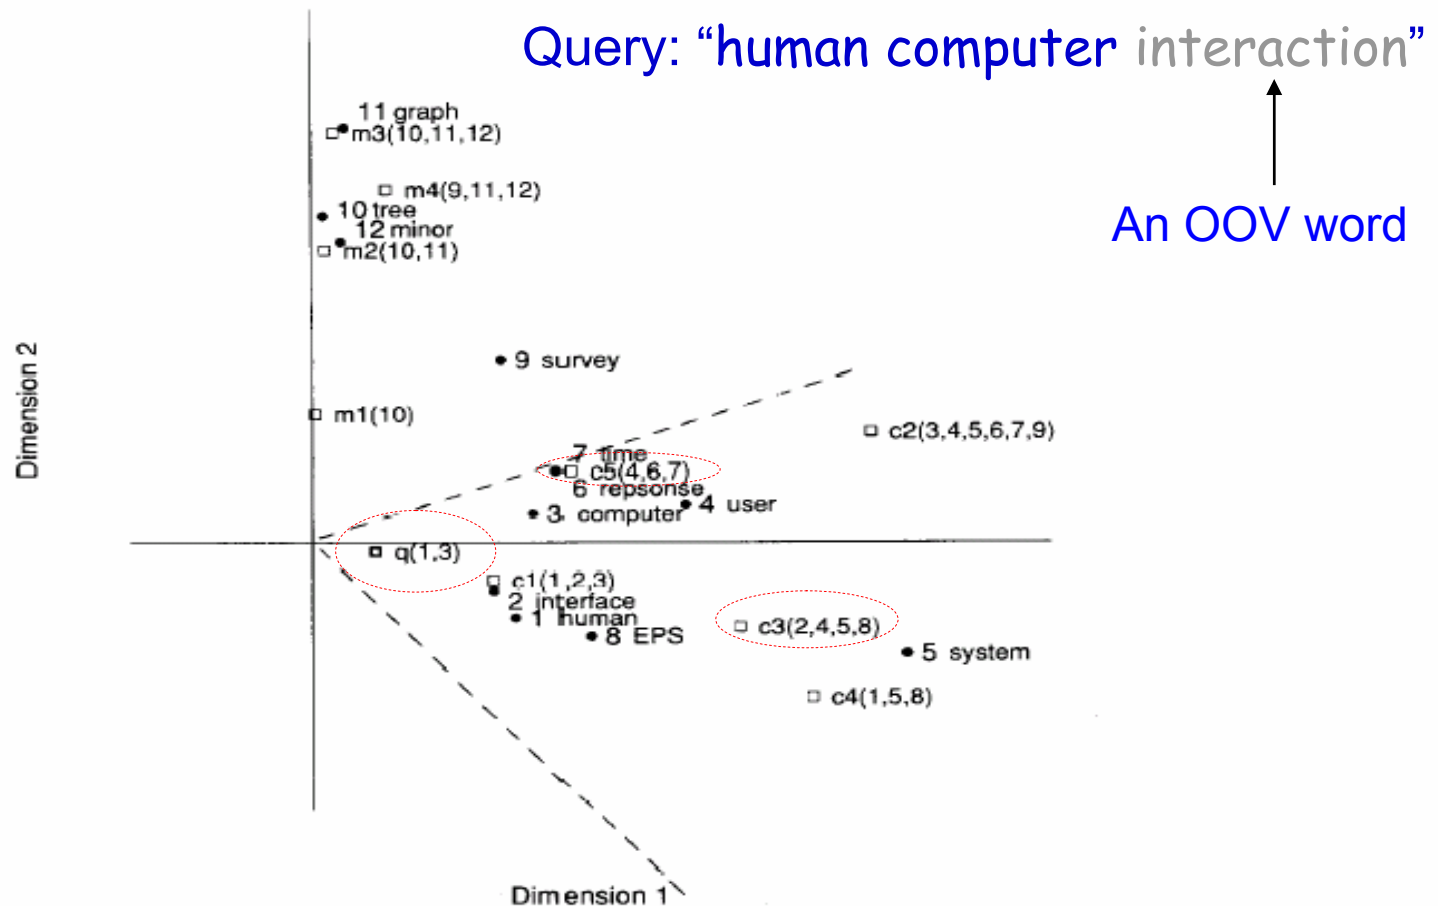 Query: “human computer interaction”
An OOV word
11 graph
m3(10,11,12)
m4(9,11,12)
10 tree
12 minor
m2(10,11)
9 survey
Dimension 2
m1(10)
c2(3,4,5,6,7,9)
7 time
c5(4,6,7)
6 repsonse
4 user
3 computer
q(1,3)
c1(1,2,3)
2 interface
1 human
8 EPS
c3(2,4,5,8)
5 system
c4(1,5,8)
Dimension 1